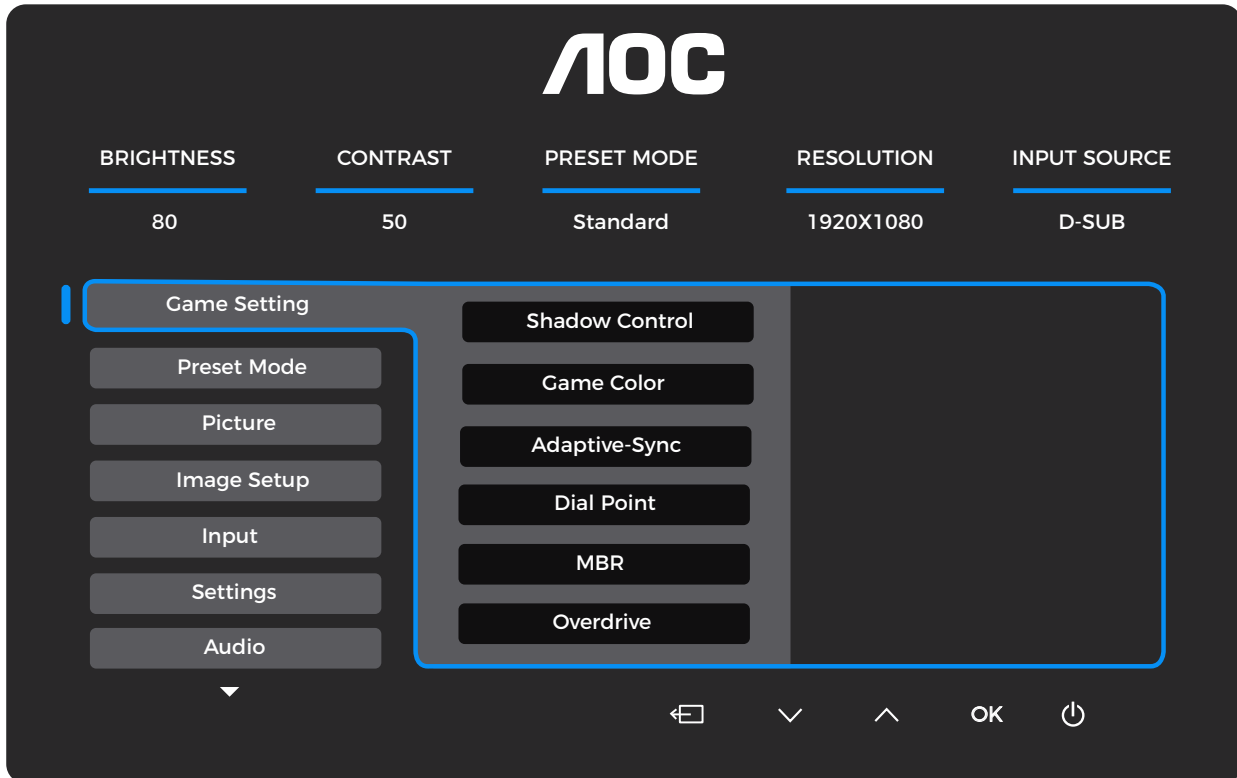 AOC
BRIGHTNESS CONTRAST PRESET MODE RESOLUTION INPUT SOURCE
80 50 Standard 1920X1080 D-SUB
Game Setting
Preset Mode
Picture
Image Setup
Input
Settings
Audio
Shadow Control
Game Color
Adaptive-Sync
Dial Point
MBR
Overdrive
OK